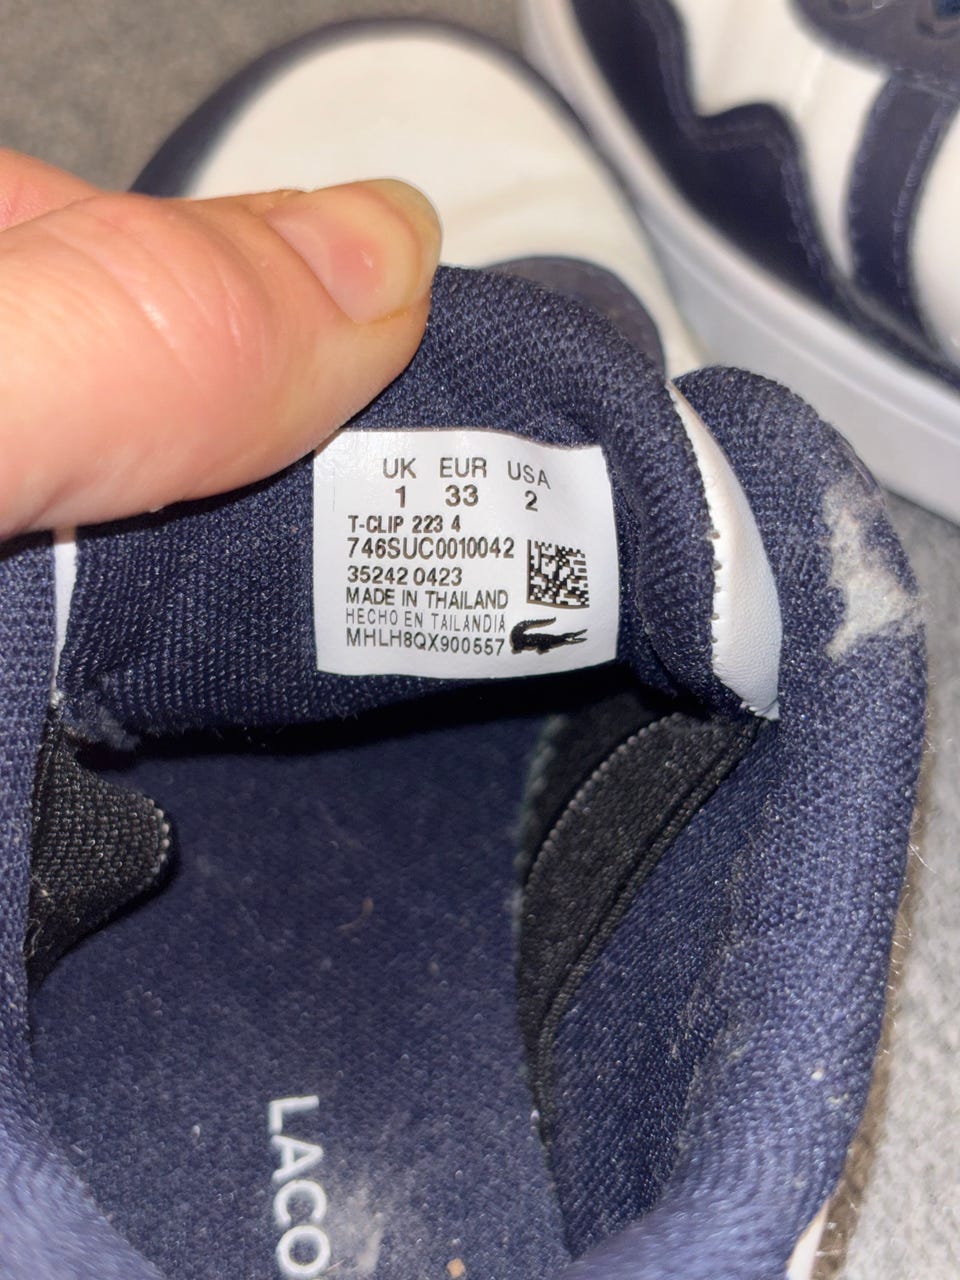 UK EUR USA
1 33 2
T-CLIP 223 4
746SUC0010042
35242 0423
MADE IN THAILAND
HECHO EN TAILANDIA
MHLH8QX900557
LACO